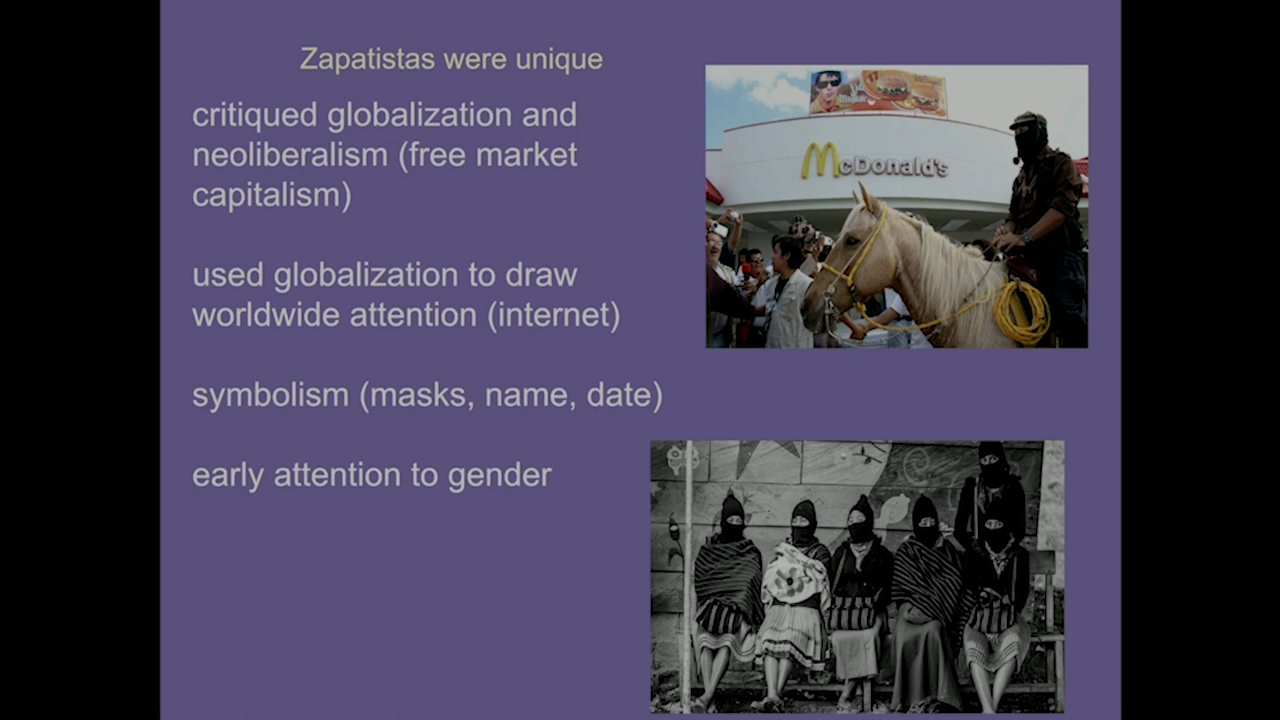 Zapatistas were unique
critiqued globalization and
neoliberalism (free market
capitalism)
used globalization to draw
worldwide attention (internet)
symbolism (masks, name, date)
early attention to gender
McDonald's